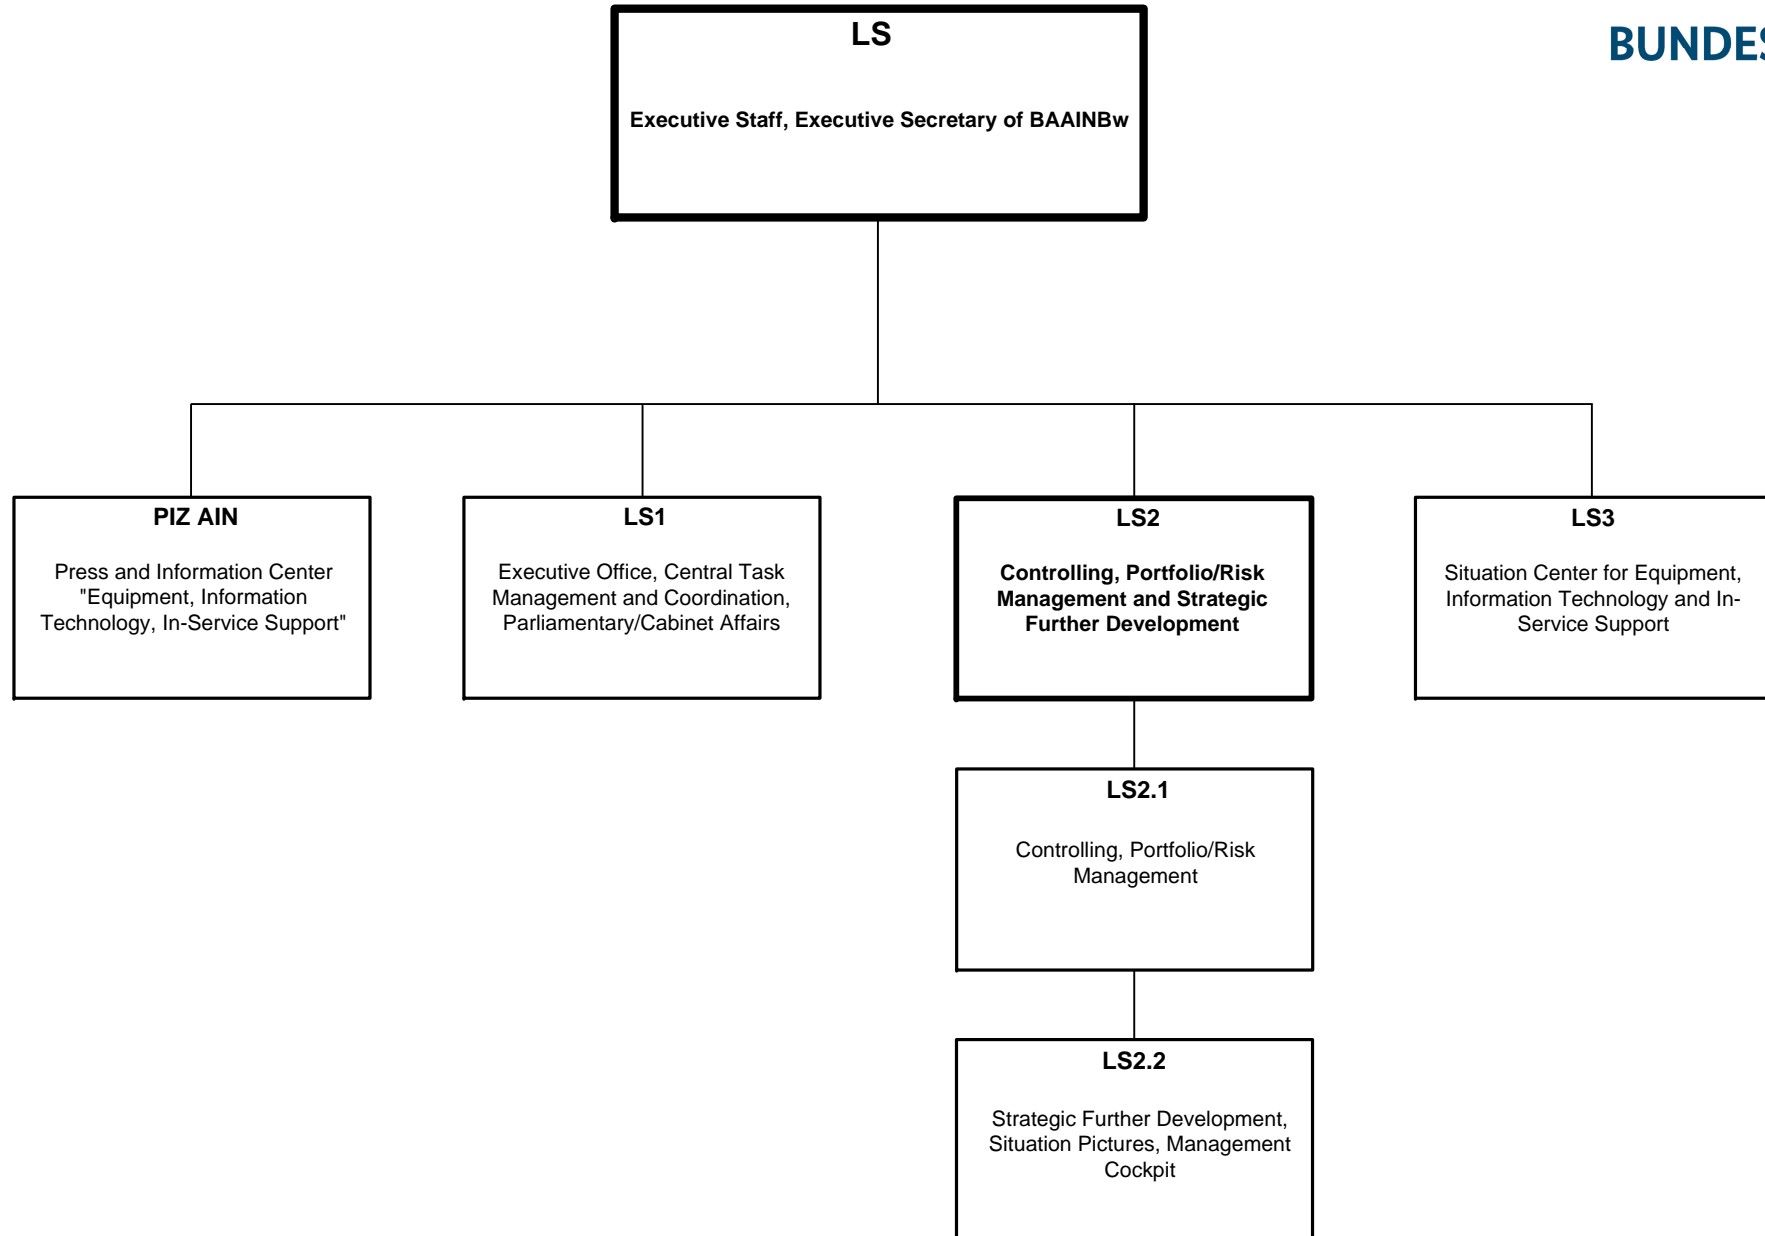 LS
BUNDES
Executive Staff, Executive Secretary of BAAINBw
PIZ AIN
Press and Information Center
"Equipment, Information
Technology, In-Service Support"
LS1
Executive Office, Central Task
Management and Coordination,
Parliamentary/Cabinet Affairs
LS2
Controlling, Portfolio/Risk
Management and Strategic
Further Development
LS3
Situation Center for Equipment,
Information Technology and In-
Service Support
LS2.1
Controlling, Portfolio/Risk
Management
LS2.2
Strategic Further Development,
Situation Pictures, Management
Cockpit